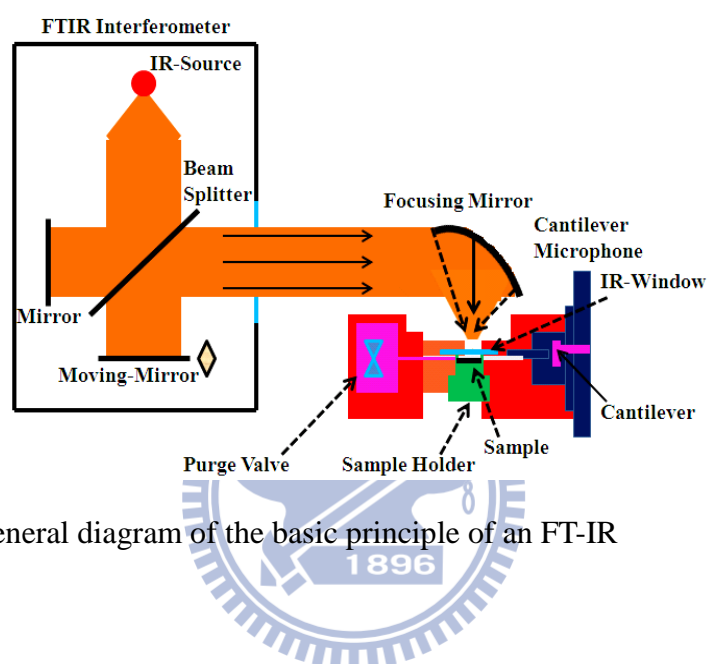 FTIR Interferometer
IR-Source
Beam
Splitter
Mirror
Moving-Mirror
Focusing Mirror
Cantilever
Microphone
IR-Window
Cantilever
Sample
Sample Holder
Purge Valve
eneral diagram of the basic principle of an FT-IR
1896